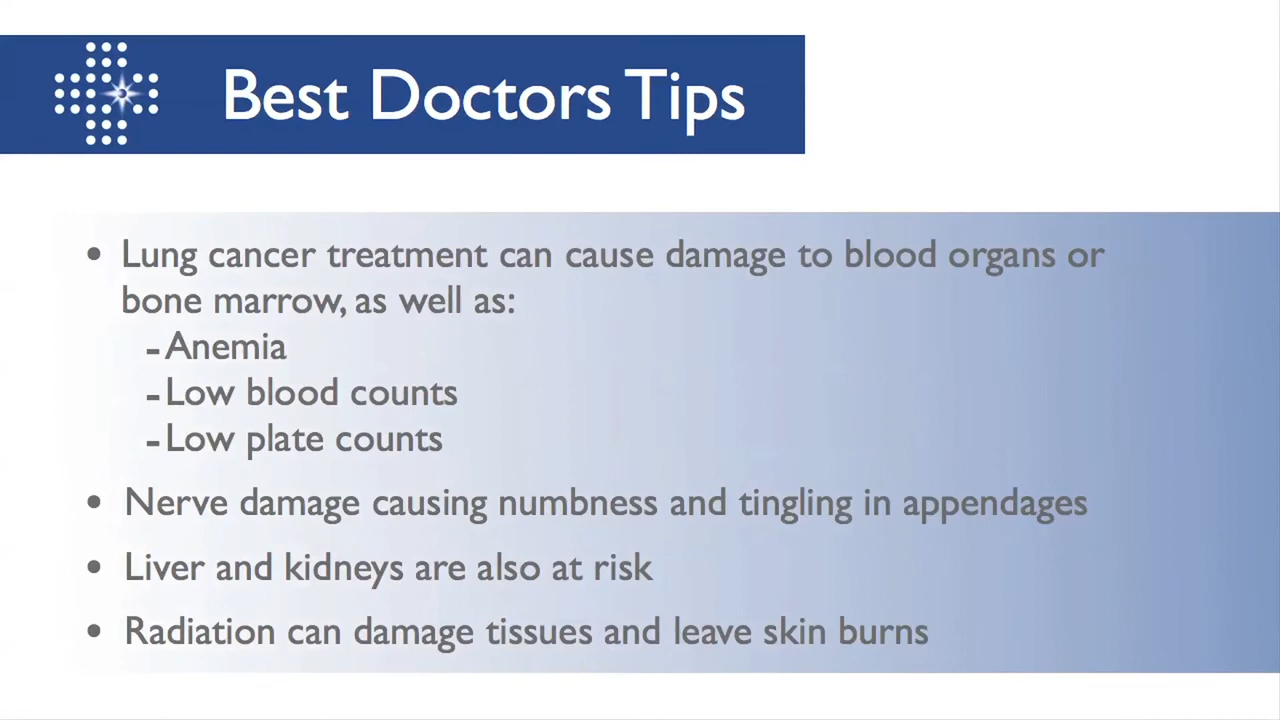 Best Doctors Tips
• Lung cancer treatment can cause damage to blood organs or
bone marrow, as well as:
-Anemia
-Low blood counts
-Low plate counts
• Nerve damage causing numbness and tingling in appendages
• Liver and kidneys are also at risk
• Radiation can damage tissues and leave skin burns